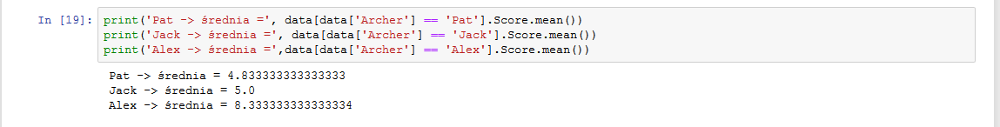 In [19]: print('Pat -> średnia =', data[data['Archer'] == 'Pat'].Score.mean())
print('Jack -> średnia =', data[data['Archer'] == 'Jack'].Score.mean())
print('Alex -> średnia =',data[data['Archer'] == 'Alex'].Score.mean())
Pat -> średnia = 4.833333333333333
Jack -> średnia = 5.0
Alex -> średnia = 8.333333333333334